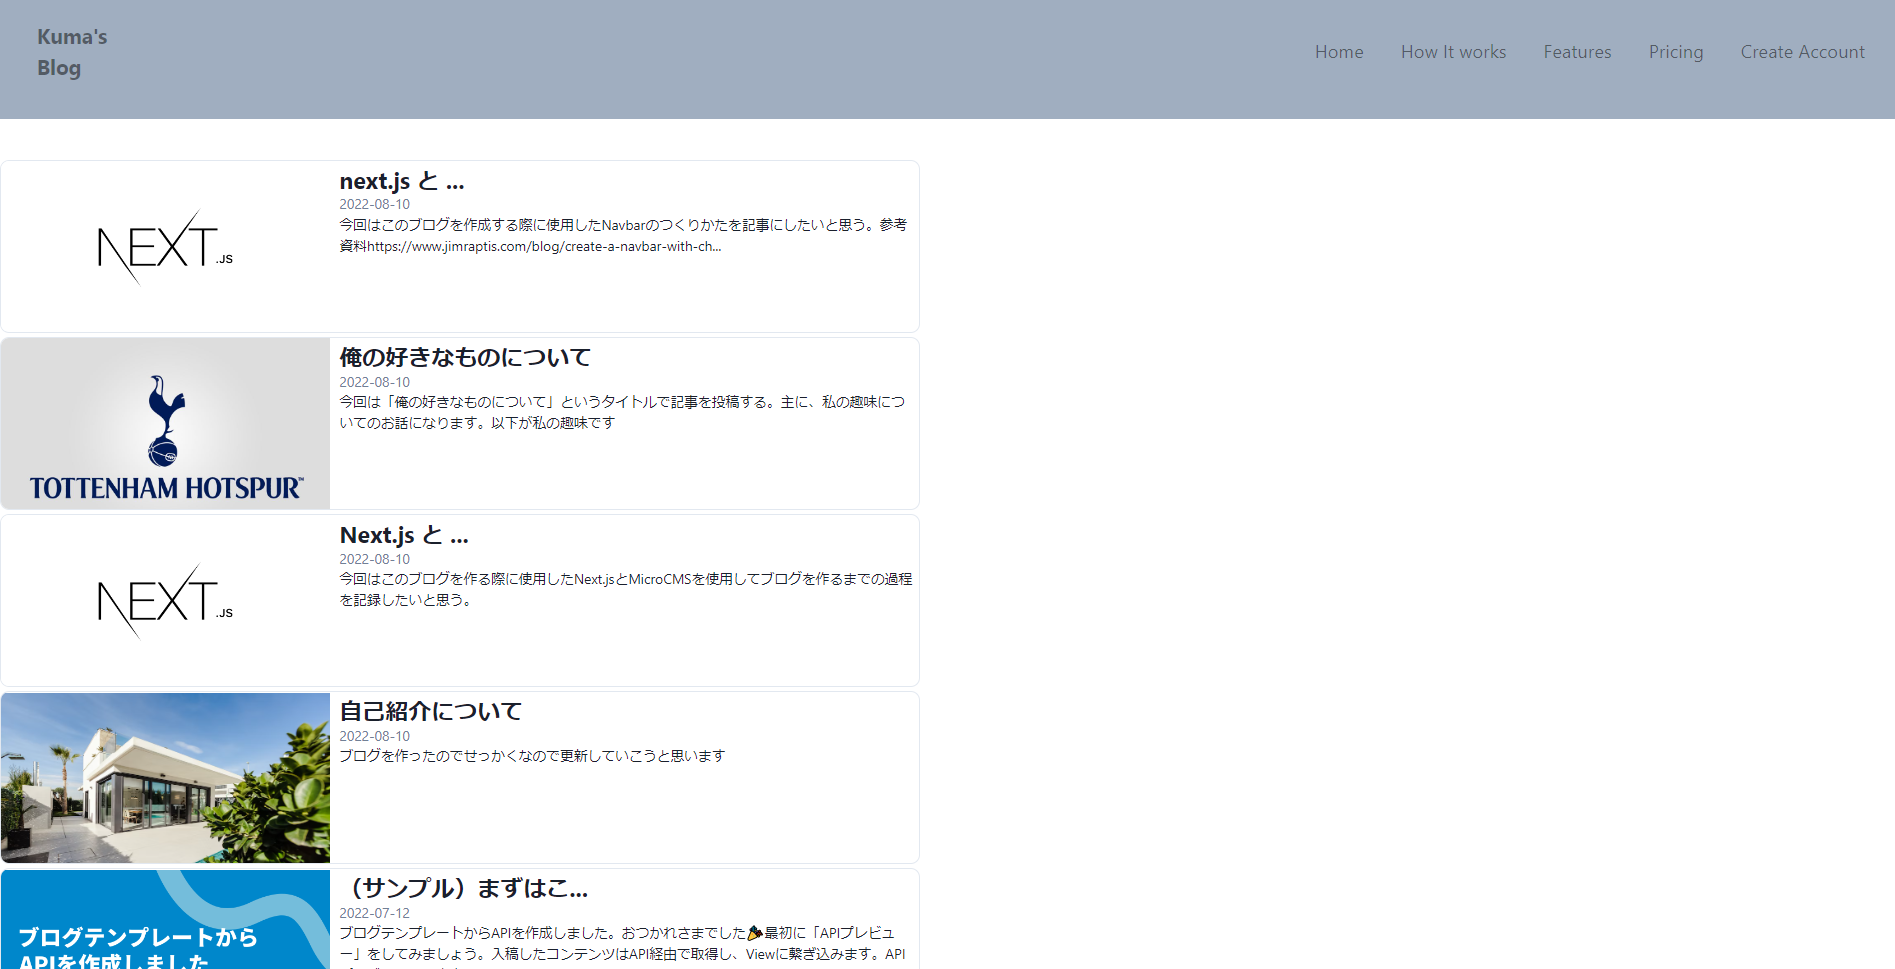 Kuma's
Blog
Home
How It works
Features
Pricing
Create Account
NEXT.JS
next.js と ...
2022-08-10
今回はこのブログを作成する際に使用したNavbarのつくりかたを記事にしたいと思う。参考
資料https://www.jimraptis.com/blog/create-a-navbar-with-ch...
TOTTENHAM HOTSPUR™
俺の好きなものについて
2022-08-10
今回は「俺の好きなものについて」というタイトルで記事を投稿する。主に、私の趣味につ
いてのお話になります。以下が私の趣味です
NEXT.JS
Next.js と ...
2022-08-10
今回はこのブログを作る際に使用したNext.jsとMicroCMSを使用してブログを作るまでの過程
を記録したいと思う。
自己紹介について
2022-08-10
ブログを作ったのでせっかくなので更新していこうと思います
ブログテンプレートから
APIを作成しました
（サンプル）まずはこ...
2022-07-12
ブログテンプレートからAPIを作成しました。おつかれさまでした🎉最初に「APIプレビュ
ー」をしてみましょう。入稿したコンテンツはAPI経由で取得し、Viewに繋ぎ込みます。API